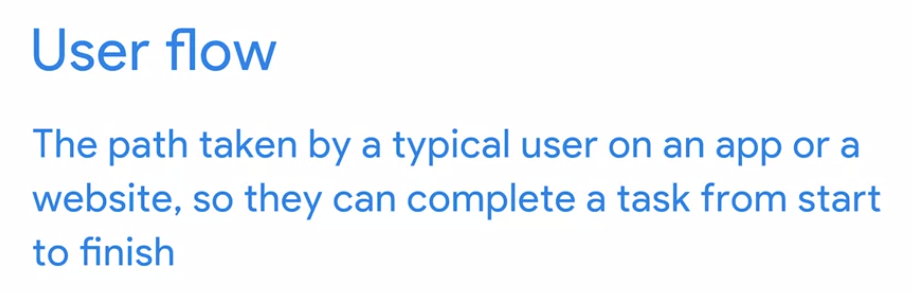 User flow
The path taken by a typical user on an app or a
website, so they can complete a task from start
to finish